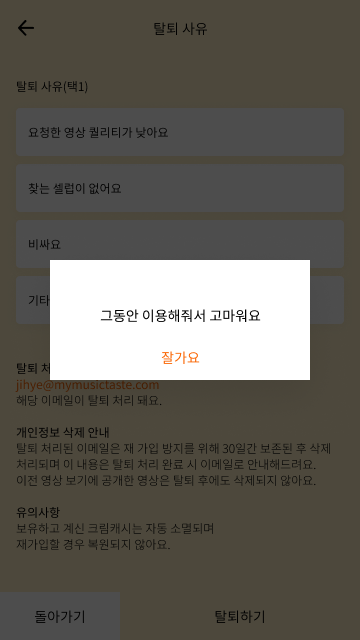 탈퇴 사유
탈퇴 사유(택1)
요청한 영상 퀄리티가 낮아요
찾는 셀럽이 없어요
비싸요
기타
그동안 이용해줘서 고마워요
잘가요
탈퇴 처
jihye@mymusictaste.com
해당 이메일이 탈퇴 처리 돼요.
개인정보 삭제 안내
탈퇴 처리된 이메일은 재 가입 방지를 위해 30일간 보존된 후 삭제
처리되며 이 내용은 탈퇴 처리 완료 시 이메일로 안내해드려요.
이전 영상 보기에 공개한 영상은 탈퇴 후에도 삭제되지 않아요.
유의사항
보유하고 계신 크림캐시는 자동 소멸되며
재가입할 경우 복원되지 않아요.
돌아가기
탈퇴하기